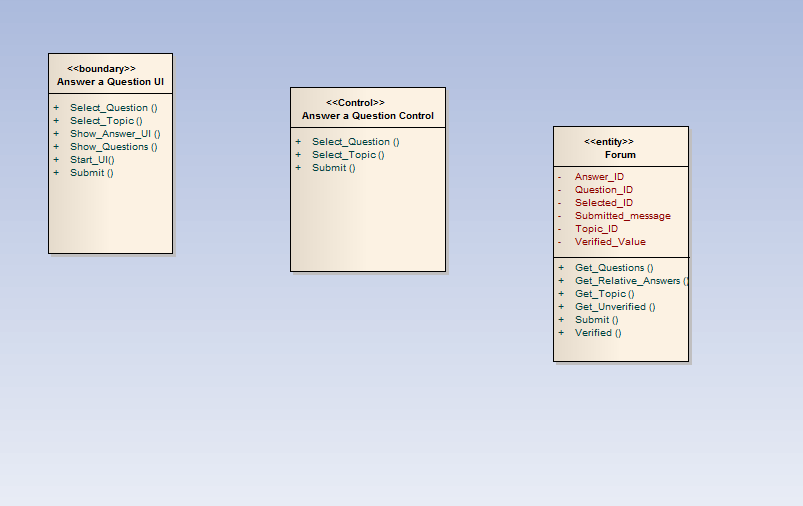 <<boundary>>
Answer a Question UI
+ Select_Question ()
+ Select_Topic ()
+ Show_Answer_UI ()
+ Show_Questions ()
+ Start_UI()
+ Submit ()
<<Control>>
Answer a Question Control
+ Select_Question ()
+ Select_Topic ()
+ Submit ()
<<entity>>
Forum
- Answer_ID
- Question_ID
- Selected_ID
- Submitted_message
- Topic_ID
- Verified_Value
+ Get_Questions ()
+ Get_Relative_Answers ()
+ Get_Topic ()
+ Get_Unverified ()
+ Submit ()
+ Verified ()